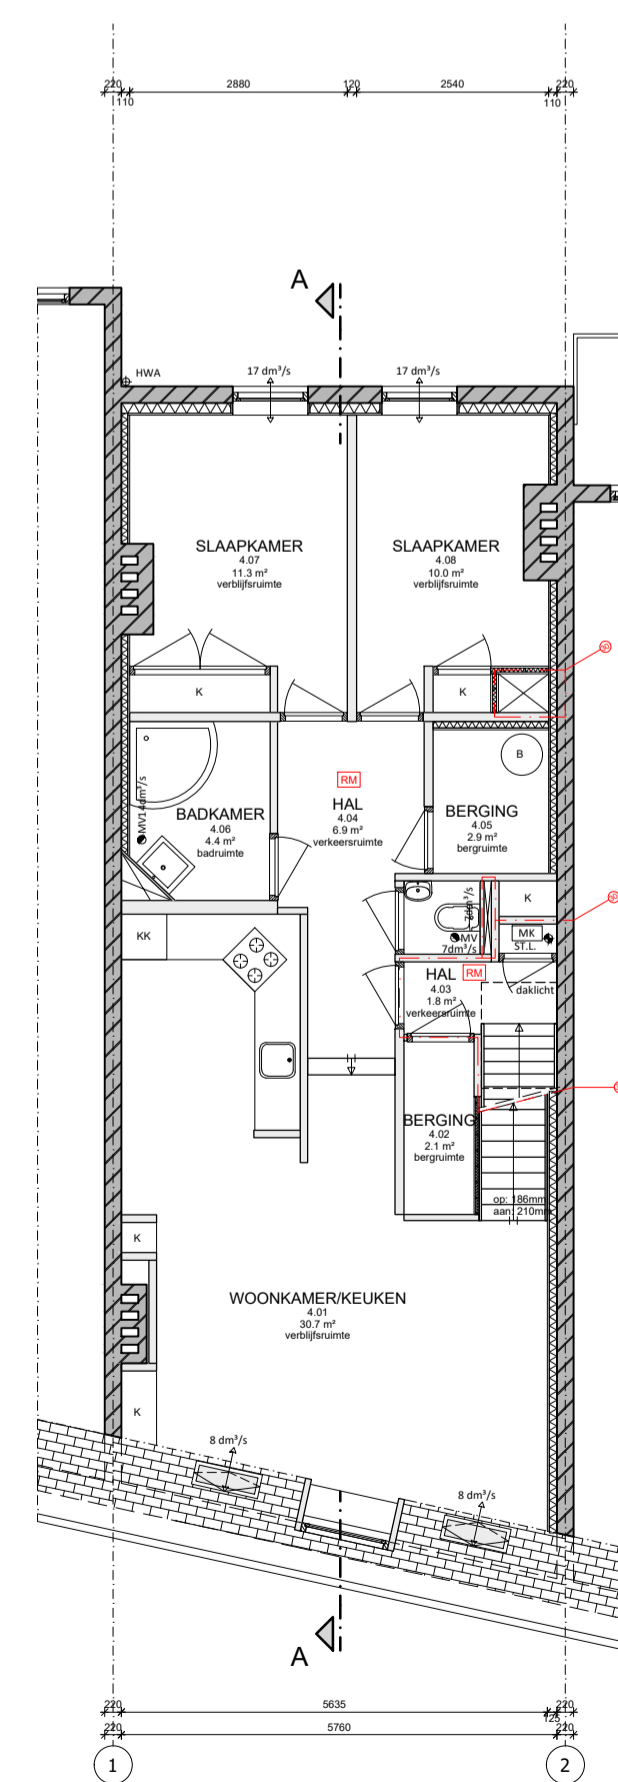 220 2880 120 2540 220
110 110
A
HWA
17 dm³/s
17 dm³/s
SLAAPKAMER
4.07
11.3 m²
verblijfsruimte
SLAAPKAMER
4.08
10.0 m²
verblijfsruimte
K
K
RM
HAL
4.04
6.9 m²
verkeersruimte
MV14dm³/s
BADKAMER
4.06
4.4 m²
badruimte
B
BERGING
4.05
2.9 m²
bergruimte
K
7dm³/s
MV
7dm³/s
MK
ST.L.
KK
HAL
RM
4.03
1.8 m²
verkeersruimte
daklicht
BERGING
4.02
2.1 m²
bergruimte
op: 186mm
aan: 210mm
K
WOONKAMER/KEUKEN
4.01
30.7 m²
verblijfsruimte
K
8 dm³/s
8 dm³/s
A
220 5635 125 220
220 5760 220
1 2